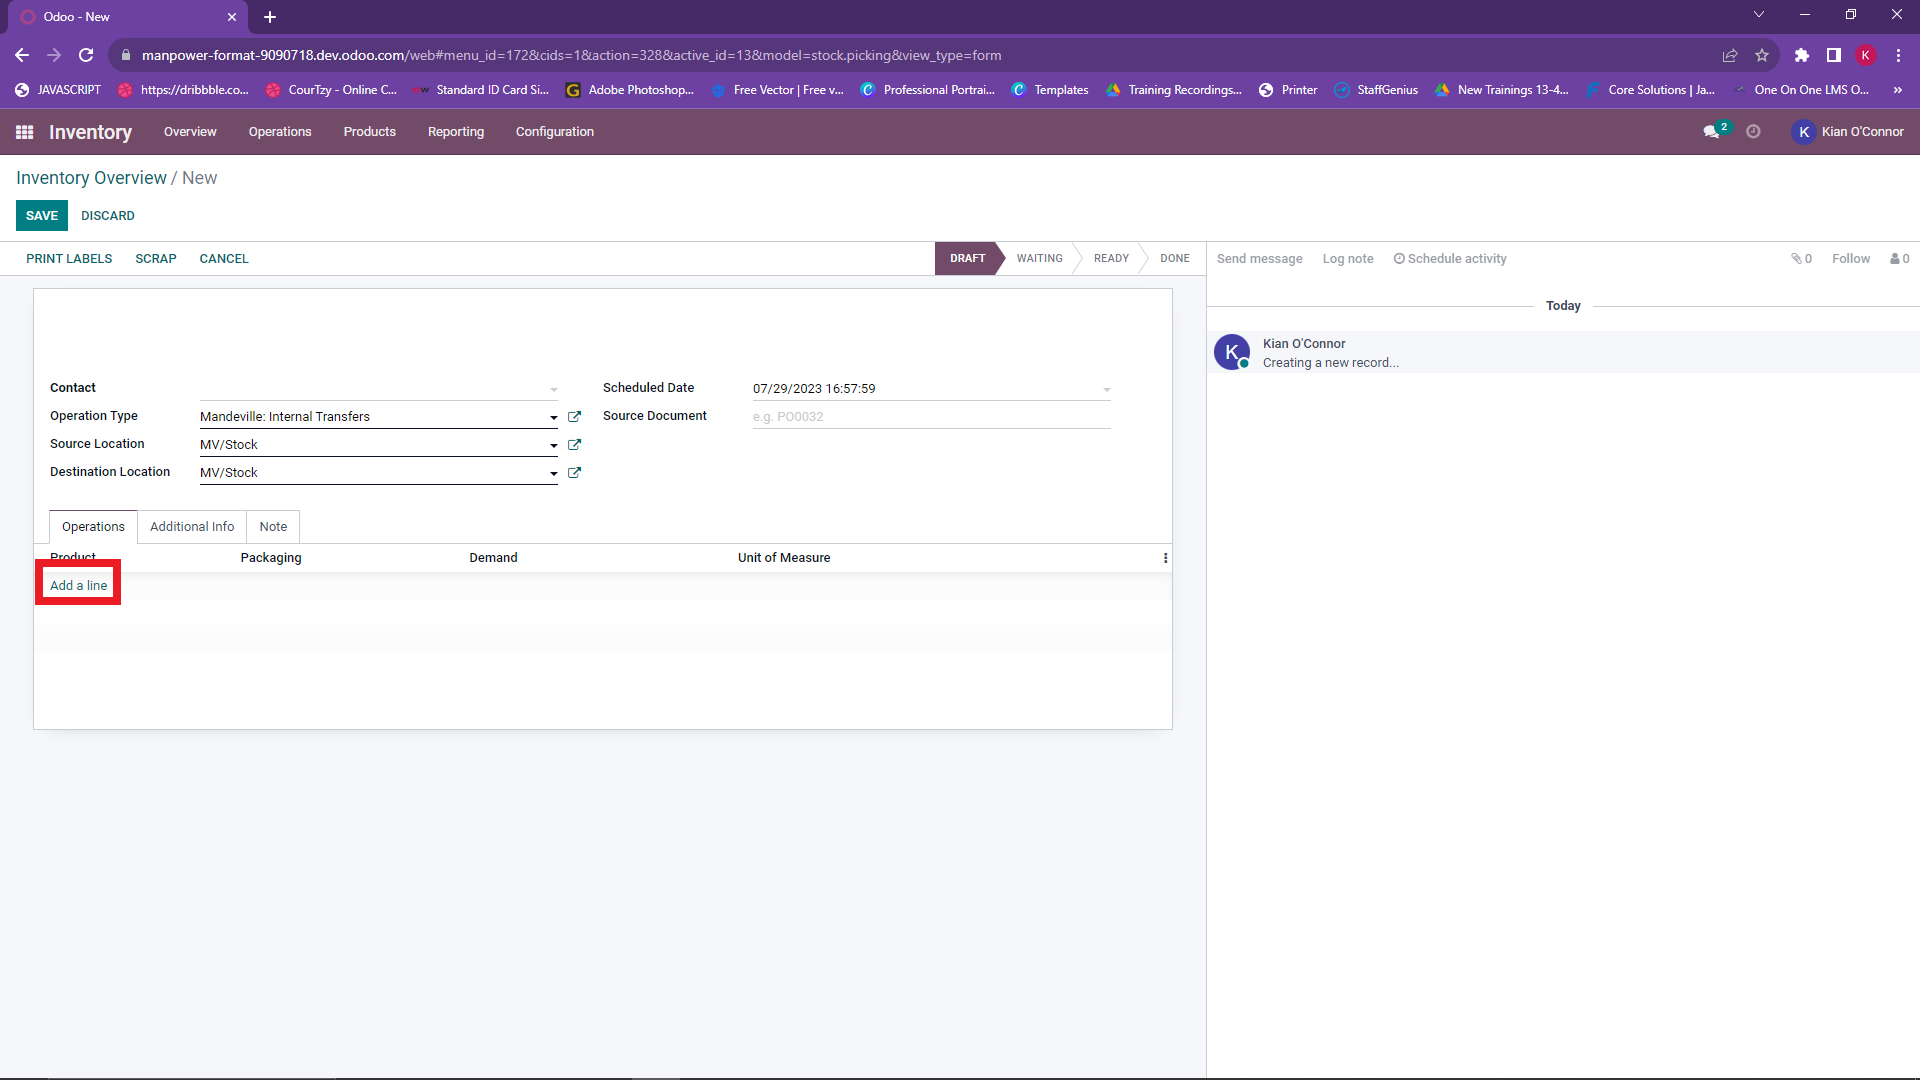 Odoo - New
manpower-format-9090718.dev.odoo.com/web#menu_id=172&cids=1&action=328&active_id=13&model=stock.picking&view_type=form
K
JAVASCRIPT https://dribbble.co... CourTzy - Online C... Standard ID Card Si... Adobe Photoshop... Free Vector | Free v... Professional Portrai... Templates Training Recordings... Printer StaffGenius New Trainings 13-4... Core Solutions | Ja... One On One LMS O... »
Inventory Overview Operations Products Reporting Configuration 2 K Kian O'Connor
Inventory Overview / New
SAVE DISCARD
PRINT LABELS SCRAP CANCEL DRAFT WAITING READY DONE Send message Log note Schedule activity 0 Follow 0
Today
K Kian O'Connor
Creating a new record...
Contact Scheduled Date 07/29/2023 16:57:59
Operation Type Mandeville: Internal Transfers Source Document e.g. PO0032
Source Location MV/Stock
Destination Location MV/Stock
Operations Additional Info Note
Product Packaging Demand Unit of Measure
Add a line